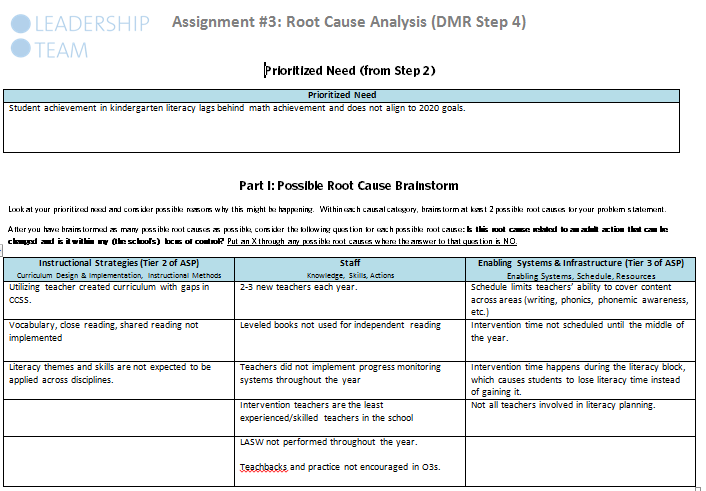 LEADERSHIP
TEAM
Assignment #3: Root Cause Analysis (DMR Step 4)
Prioritized Need (from Step 2)
Prioritized Need
Student achievement in kindergarten literacy lags behind math achievement and does not align to 2020 goals.
Part I: Possible Root Cause Brainstorm
Look at your prioritized need and consider possible reasons why this might be happening. Within each causal category, brainstorm at least 2 possible root causes for your problem statement.
After you have brainstormed as many possible root causes as possible, consider the following question for each possible root cause: Is this root cause related to an adult action that can be
changed and is it within my (the school's) locus of control? Put an X through any possible root causes where the answer to that question is NO.
Instructional Strategies (Tier 2 of ASP)
Curriculum Design & Implementation, Instructional Methods
Staff
Knowledge, Skills, Actions
Enabling Systems & Infrastructure (Tier 3 of ASP)
Enabling Systems, Schedule, Resources
Utilizing teacher created curriculum with gaps in
CCSS.
2-3 new teachers each year.
Schedule limits teachers' ability to cover content
across areas (writing, phonics, phonemic awareness,
etc.)
Vocabulary, close reading, shared reading not
implemented
Leveled books not used for independent reading
Intervention time not scheduled until the middle of
the year.
Literacy themes and skills are not expected to be
applied across disciplines.
Teachers did not implement progress monitoring
systems throughout the year
Intervention time happens during the literacy block,
which causes students to lose literacy time instead
of gaining it.
Intervention teachers are the least
experienced/skilled teachers in the school
Not all teachers involved in literacy planning.
LASW not performed throughout the year.
Teachbacks and practice not encouraged in O3s.